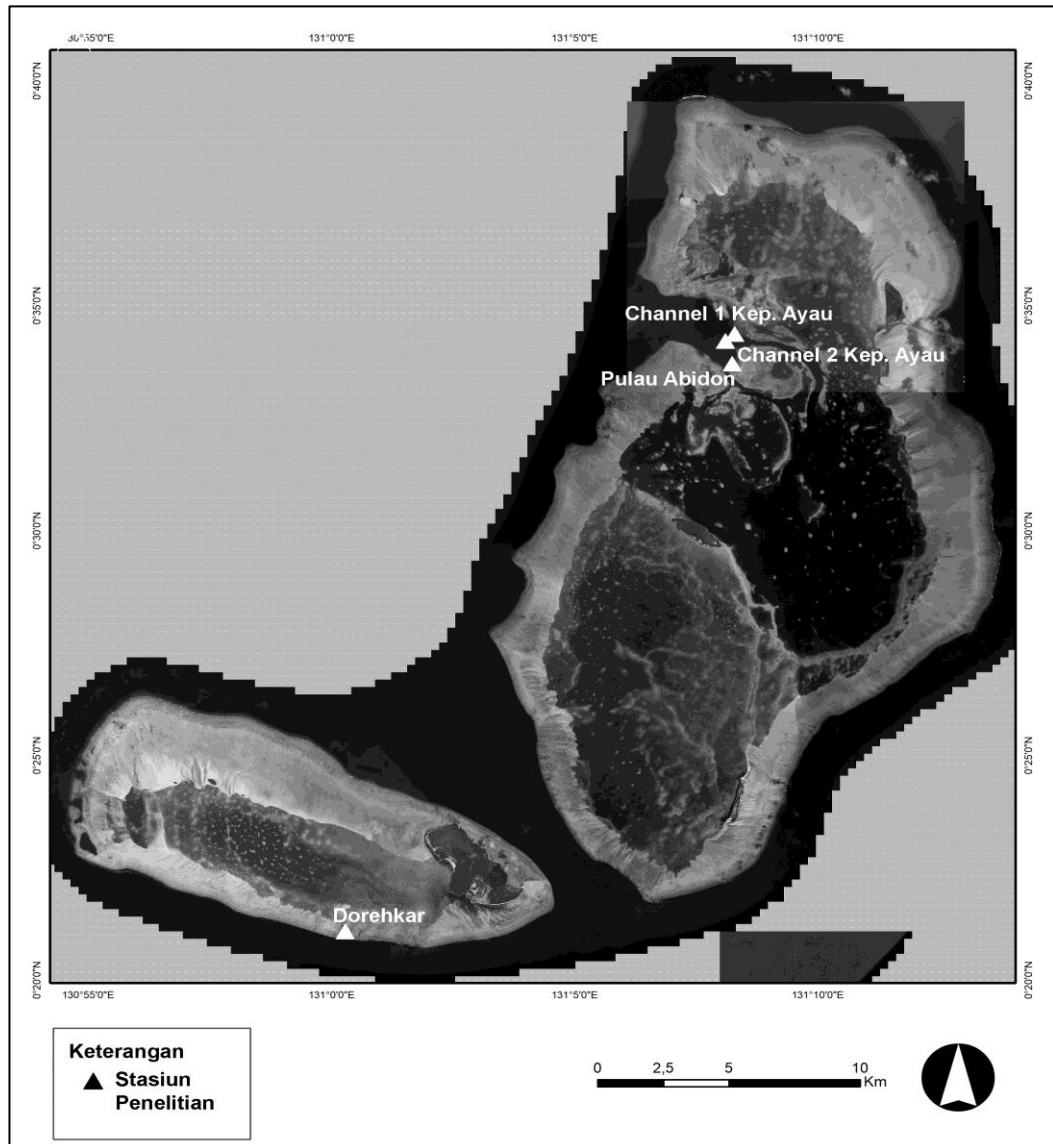 130°55'0"E 131°0'0"E 131°5'0"E 131°10'0"E
0°40'0"N 0°40'0"N
0°35'0"N 0°35'0"N
Channel 1 Kep. Ayau
Channel 2 Kep. Ayau
Pulau Abidon
0°30'0"N 0°30'0"N
0°25'0"N 0°25'0"N
Dorehkar
0°20'0"N 0°20'0"N
130°55'0"E 131°0'0"E 131°5'0"E 131°10'0"E
Keterangan
Stasiun
Penelitian
0 2,5 5 10
Km